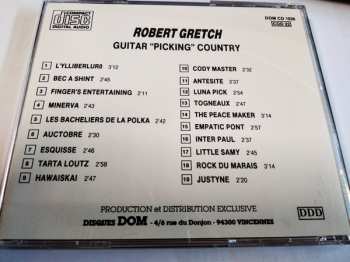 COMPACT
disc
DIGITAL AUDIO
ROBERT GRETCH
GUITAR "PICKING" COUNTRY
DOM CD 1036
1 L'YLLIBERLURO 3'12
2 BEC A SHINT 2'45
3 FINGER'S ENTERTAINING 2'11
4 MINERVA 2'43
5 LES BACHELIERS DE LA POLKA 2'42
6 AUCTOBRE 2'30
7 ESQUISSE 2'46
8 TARTA LOUTZ 2'58
9 HAWAISKAI 2'47
10 CODY MASTER 2'32
11 ANTESITE 2'37
12 LUNA PICK 2'54
13 TOGNEAUX 2'47
14 THE PEACE MAKER 3'14
15 EMPATIC PONT 2'52
16 INTER PAUL 2'37
17 LITTLE SAMY 2'45
18 ROCK DU MARAIS 3'14
19 JUSTYNE 2'20
PRODUCTION et DISTRIBUTION EXCLUSIVE
DISQUES DOM - 4/6 rue du Donjon - 94300 VINCENNES
DDD